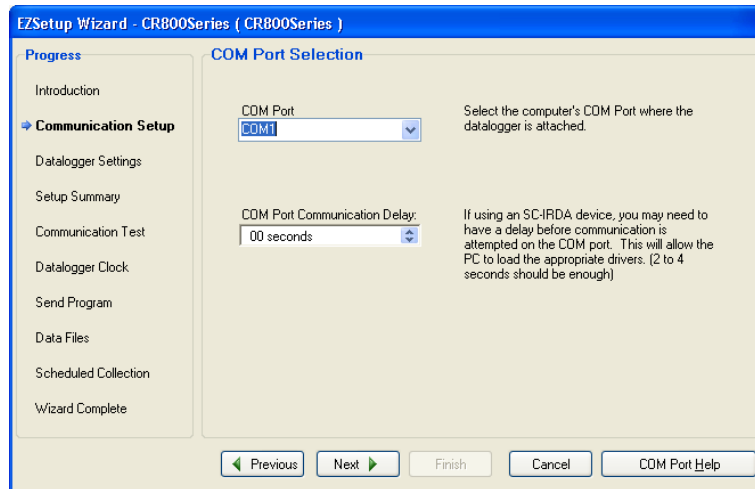 EZSetup Wizard - CR800Series ( CR800Series )
Progress
Introduction
Communication Setup
Datalogger Settings
Setup Summary
Communication Test
Datalogger Clock
Send Program
Data Files
Scheduled Collection
Wizard Complete
COM Port Selection
COM Port
COM1
Select the computer's COM Port where the
datalogger is attached.
COM Port Communication Delay:
00 seconds
If using an SC-IRDA device, you may need to
have a delay before communication is
attempted on the COM port. This will allow the
PC to load the appropriate drivers. (2 to 4
seconds should be enough)
Previous
Next
Finish
Cancel
COM Port Help